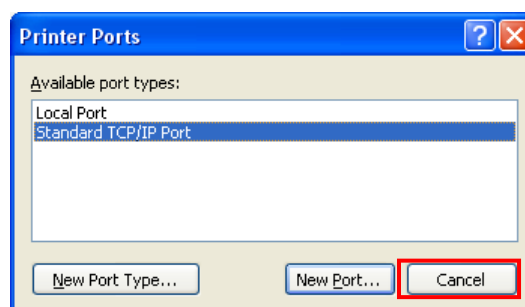 Printer Ports ?
Available port types:
Local Port
Standard TCP/IP Port
New Port Type... New Port... Cancel